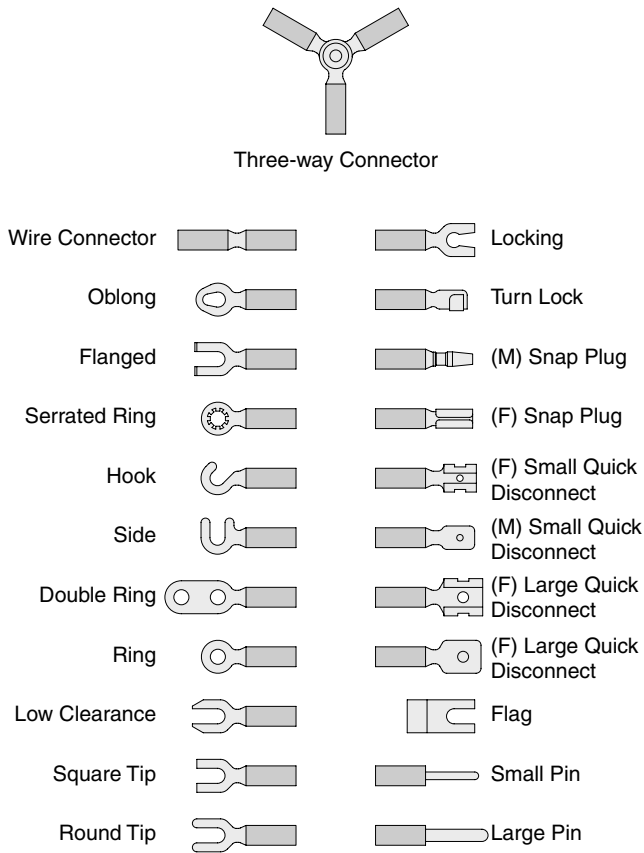 Three-way Connector
Wire Connector
Locking
Oblong
Turn Lock
Flanged
(M) Snap Plug
Serrated Ring
(F) Snap Plug
Hook
(F) Small Quick
Disconnect
Side
(M) Small Quick
Disconnect
Double Ring
(F) Large Quick
Disconnect
Ring
(F) Large Quick
Disconnect
Low Clearance
Flag
Square Tip
Small Pin
Round Tip
Large Pin